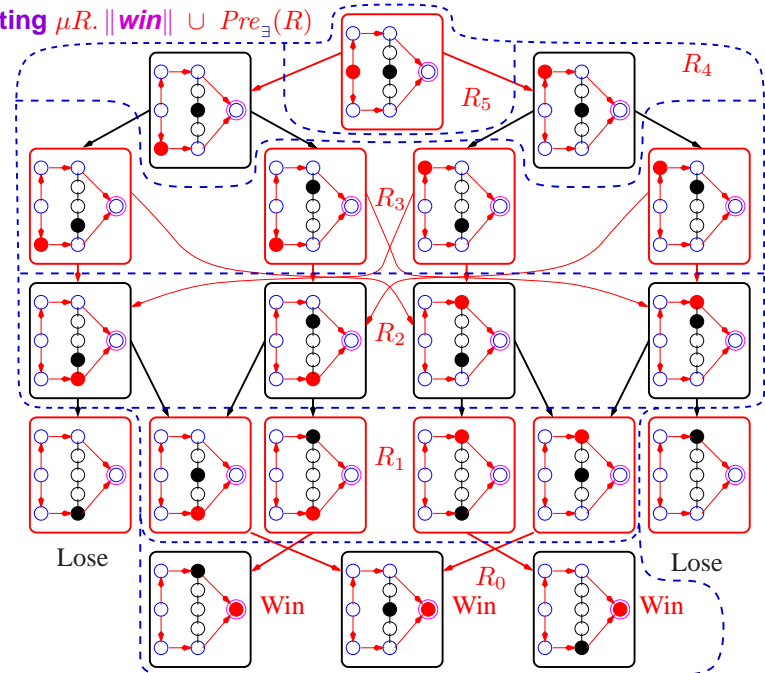 ting μR. ‖win‖ ∪ Pre∃(R)
R4
R5
R3
R2
R1
Lose
Lose
R0
Win
Win
Win